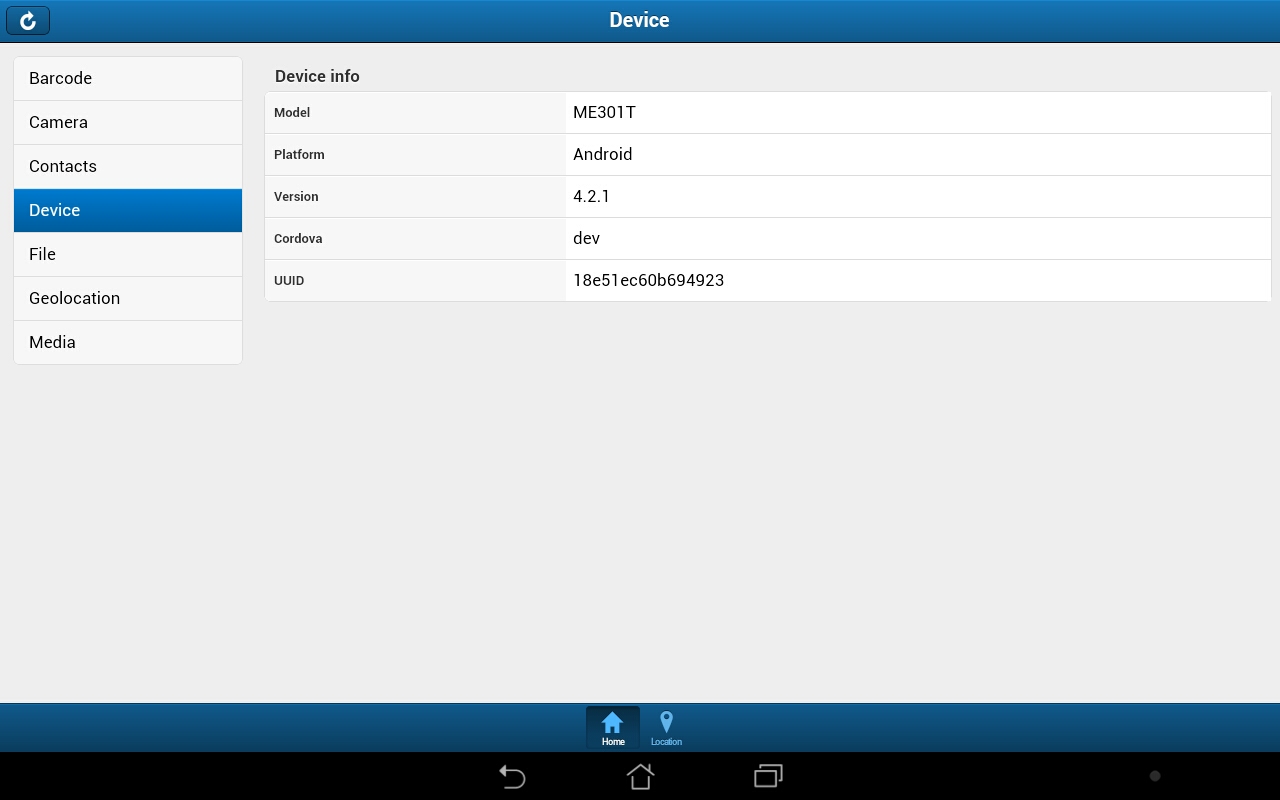 Device
Barcode
Camera
Contacts
Device
File
Geolocation
Media
Device info
Model ME301T
Platform Android
Version 4.2.1
Cordova dev
UUID 18e51ec60b694923
Home Location